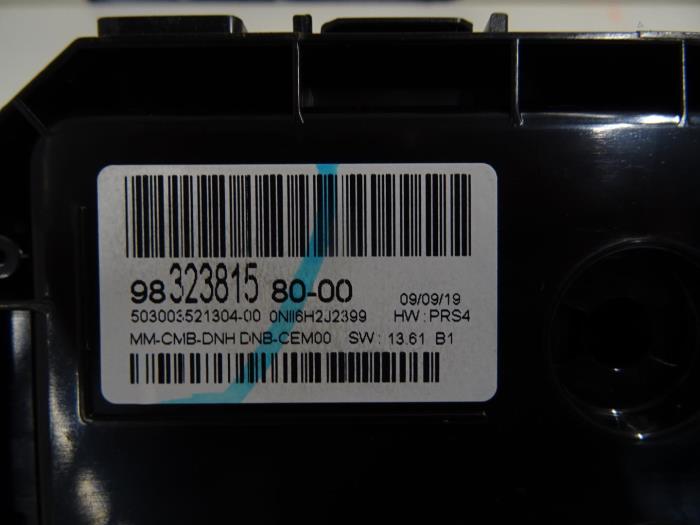 98 323815 80-00 09/09/19
503003521304-00 0NII6H2J2399 HW : PRS4
MM-CMB-DNH DNB-CEM00 SW : 13.61 B1